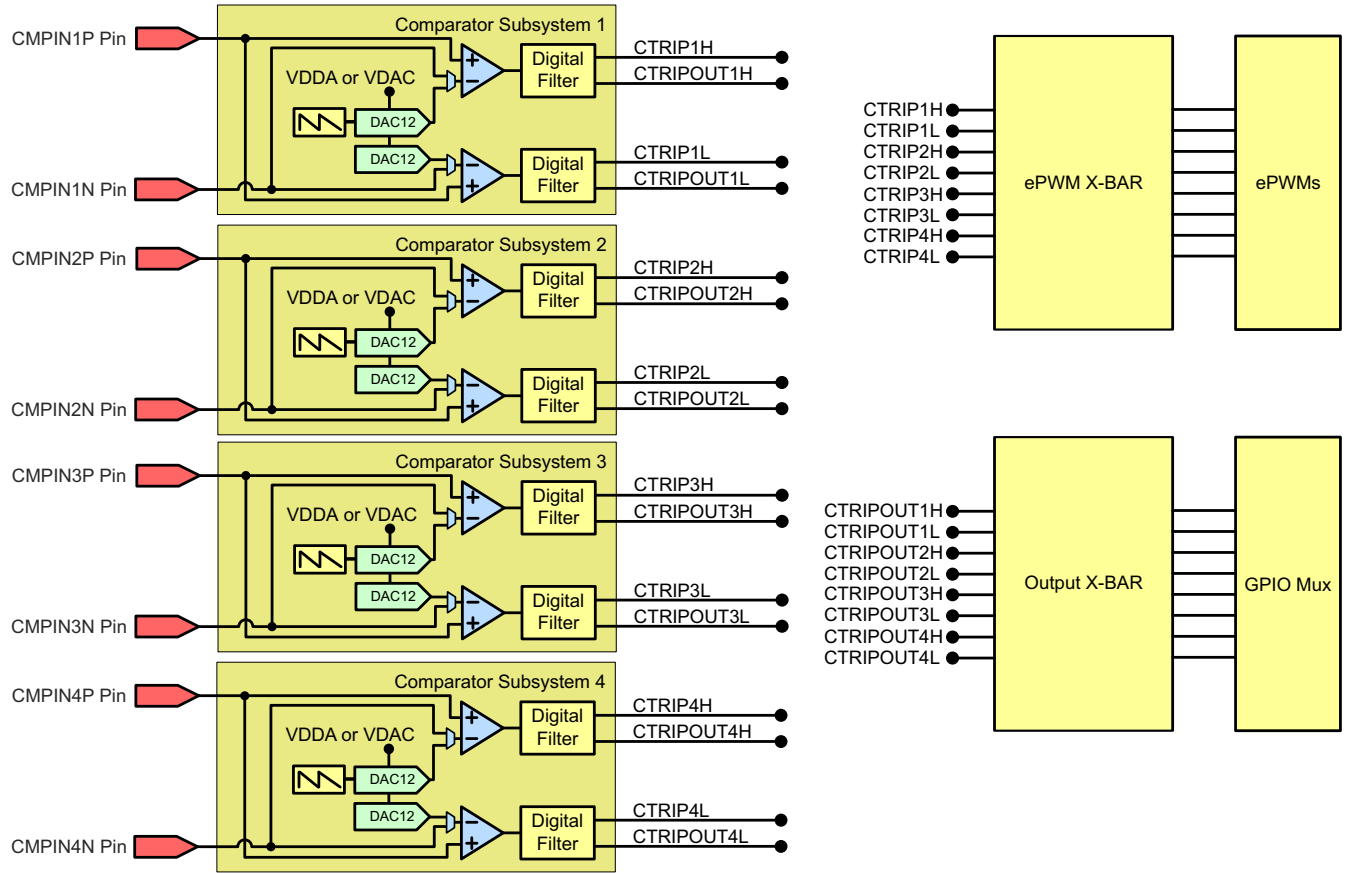 Comparator Subsystem 1
CMPIN1P Pin
VDDA or VDAC
DAC12
DAC12
+
−
Digital
Filter
CTRIP1H
CTRIPOUT1H
−
+
Digital
Filter
CTRIP1L
CTRIPOUT1L
CMPIN1N Pin
Comparator Subsystem 2
CMPIN2P Pin
VDDA or VDAC
DAC12
DAC12
+
−
Digital
Filter
CTRIP2H
CTRIPOUT2H
−
+
Digital
Filter
CTRIP2L
CTRIPOUT2L
CMPIN2N Pin
Comparator Subsystem 3
CMPIN3P Pin
VDDA or VDAC
DAC12
DAC12
+
−
Digital
Filter
CTRIP3H
CTRIPOUT3H
−
+
Digital
Filter
CTRIP3L
CTRIPOUT3L
CMPIN3N Pin
Comparator Subsystem 4
CMPIN4P Pin
VDDA or VDAC
DAC12
DAC12
+
−
Digital
Filter
CTRIP4H
CTRIPOUT4H
−
+
Digital
Filter
CTRIP4L
CTRIPOUT4L
CMPIN4N Pin
CTRIP1H
CTRIP1L
CTRIP2H
CTRIP2L
CTRIP3H
CTRIP3L
CTRIP4H
CTRIP4L
ePWM X-BAR
ePWMs
CTRIPOUT1H
CTRIPOUT1L
CTRIPOUT2H
CTRIPOUT2L
CTRIPOUT3H
CTRIPOUT3L
CTRIPOUT4H
CTRIPOUT4L
Output X-BAR
GPIO Mux